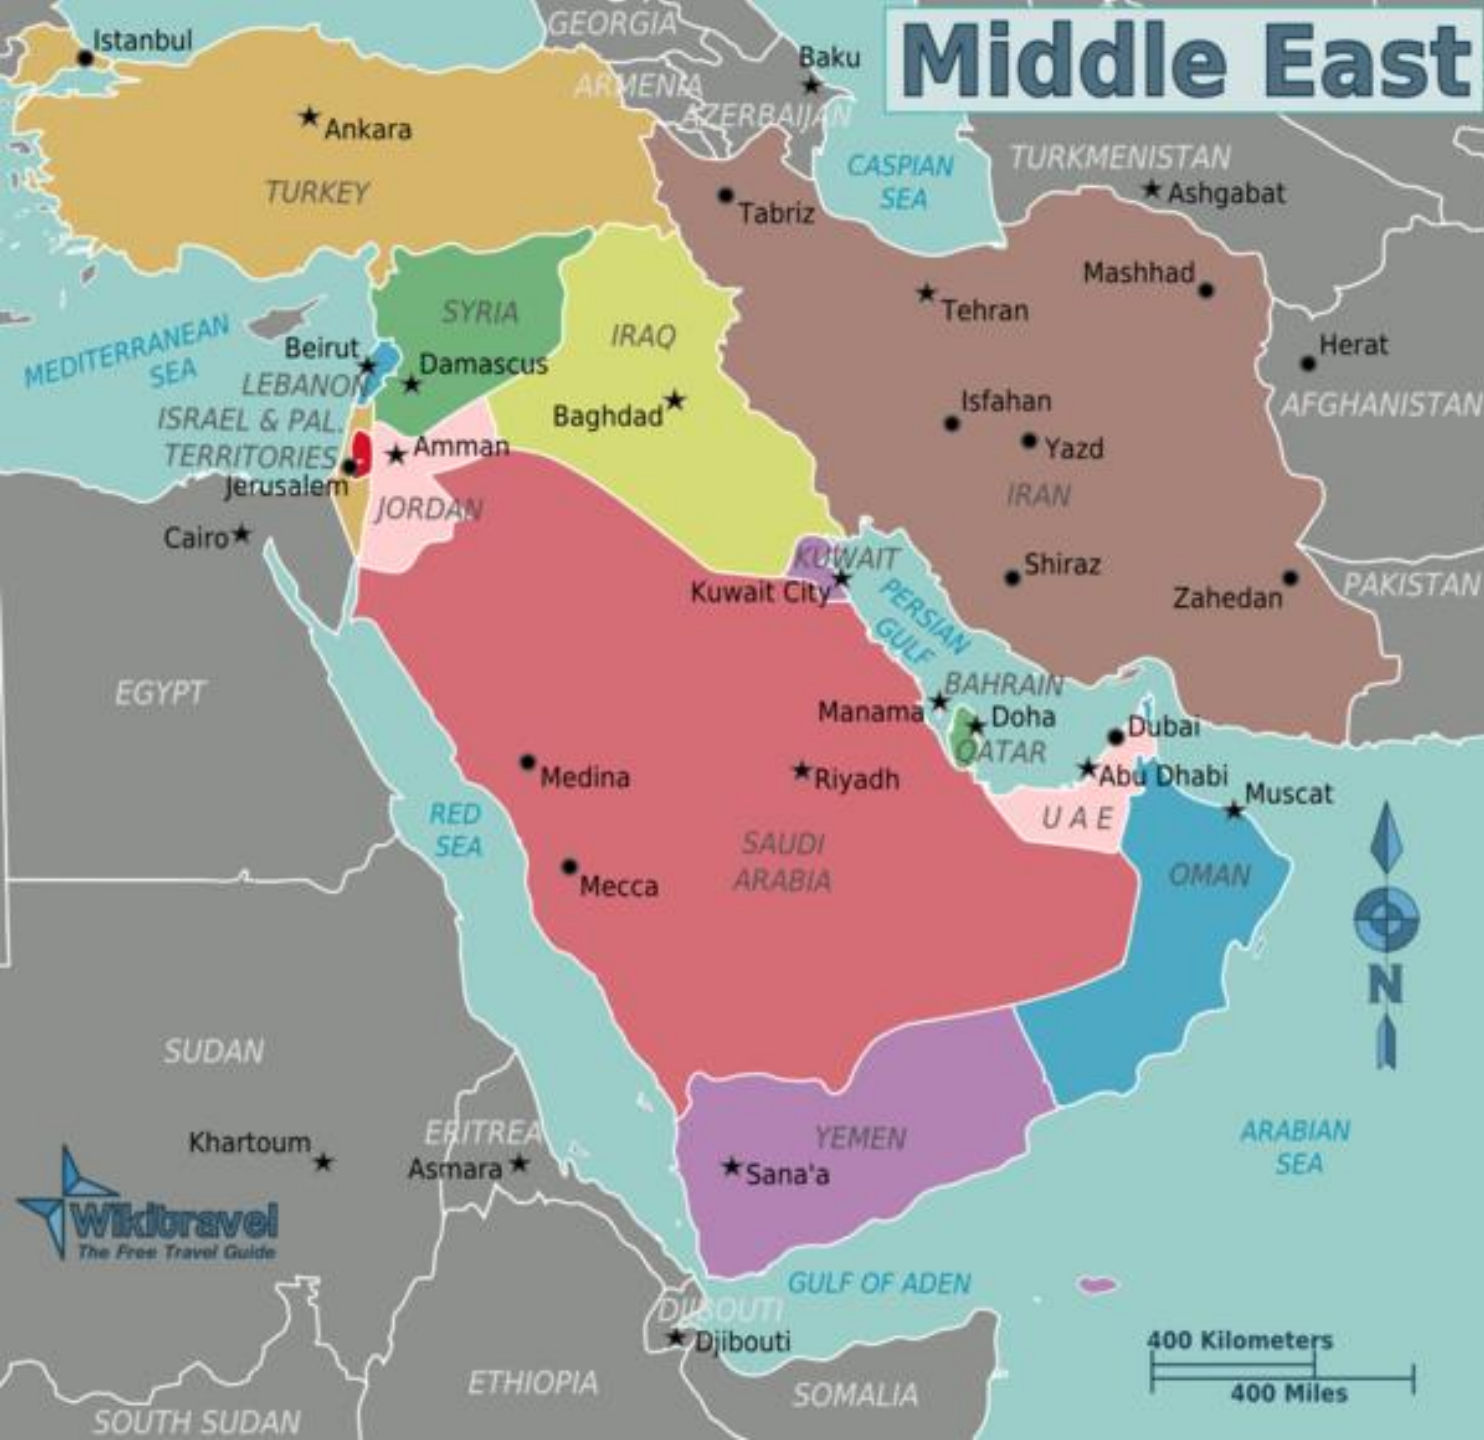 Middle East
Istanbul
GEORGIA
Baku
ARMENIA
AZERBAIJAN
Ankara
TURKEY
CASPIAN
SEA
TURKMENISTAN
Ashgabat
Tabriz
Mashhad
Tehran
Herat
AFGHANISTAN
SYRIA
IRAQ
MEDITERRANEAN
SEA
Beirut
LEBANON
Damascus
ISRAEL & PAL.
TERRITORIES
Jerusalem
Amman
JORDAN
Baghdad
Isfahan
Yazd
IRAN
Cairo
KUWAIT
Kuwait City
Shiraz
Zahedan
PAKISTAN
PERSIAN
GULF
EGYPT
BAHRAIN
Manama
Doha
QATAR
Dubai
Abu Dhabi
Muscat
U A E
Medina
Riyadh
RED
SEA
SAUDI
ARABIA
Mecca
OMAN
N
SUDAN
Khartoum
ERITREA
Asmara
YEMEN
Sana'a
ARABIAN
SEA
Wikitravel
The Free Travel Guide
GULF OF ADEN
DJIBOUTI
Djibouti
ETHIOPIA
SOMALIA
SOUTH SUDAN
400 Kilometers
400 Miles